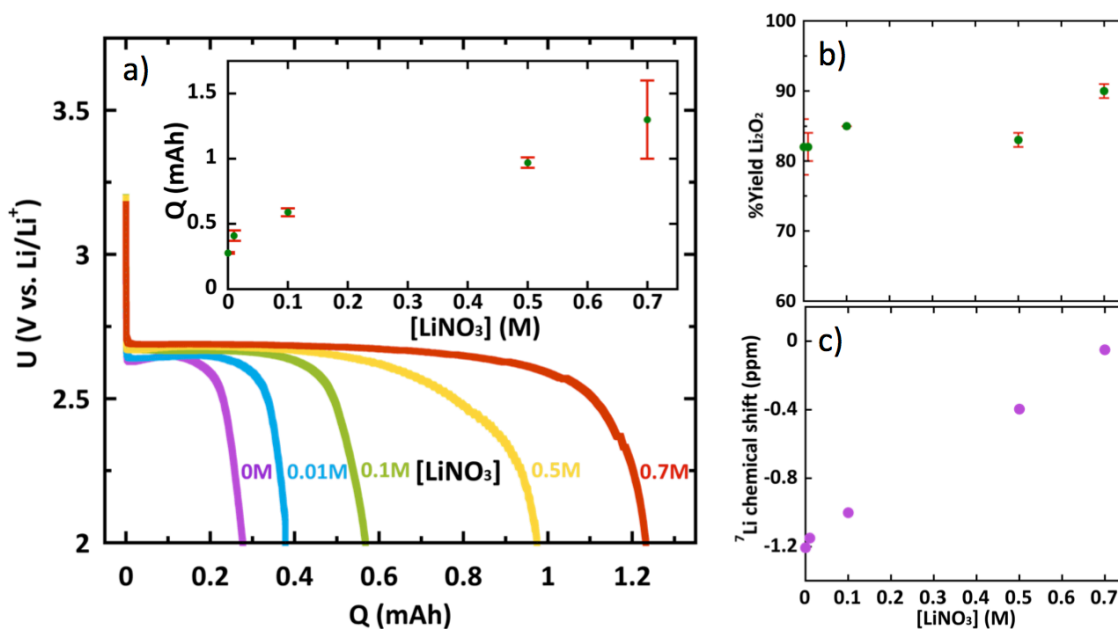 a)
U (V vs. Li/Li⁺)
3.5
3
2.5
2
0
0.2
0.4
0.6
0.8
1
1.2
Q (mAh)
0M
0.01M
0.1M
[LiNO₃]
0.5M
0.7M
Q (mAh)
1.5
1
0.5
0
0
0.1
0.2
0.3
0.4
0.5
0.6
0.7
[LiNO₃] (M)
b)
%Yield Li₂O₂
100
90
80
70
60
c)
⁷Li chemical shift (ppm)
0
-0.4
-0.8
-1.2
0
0.1
0.2
0.3
0.4
0.5
0.6
0.7
[LiNO₃] (M)